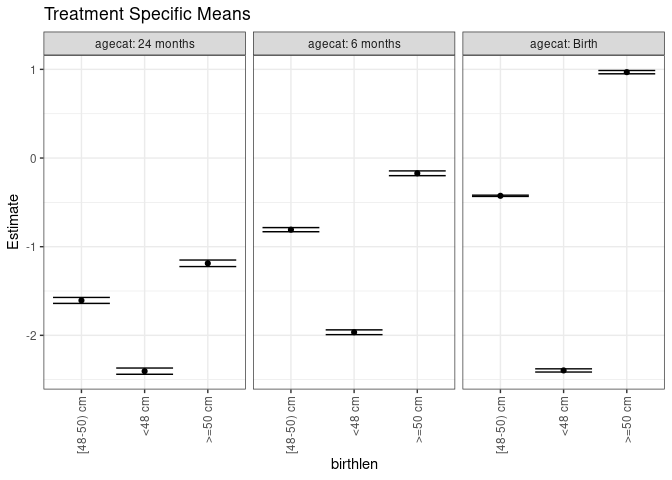 Treatment Specific Means
agecat: 24 months
agecat: 6 months
agecat: Birth
Estimate
1
0
-1
-2
[48-50) cm
<48 cm
>=50 cm
[48-50) cm
<48 cm
>=50 cm
[48-50) cm
<48 cm
>=50 cm
birthlen